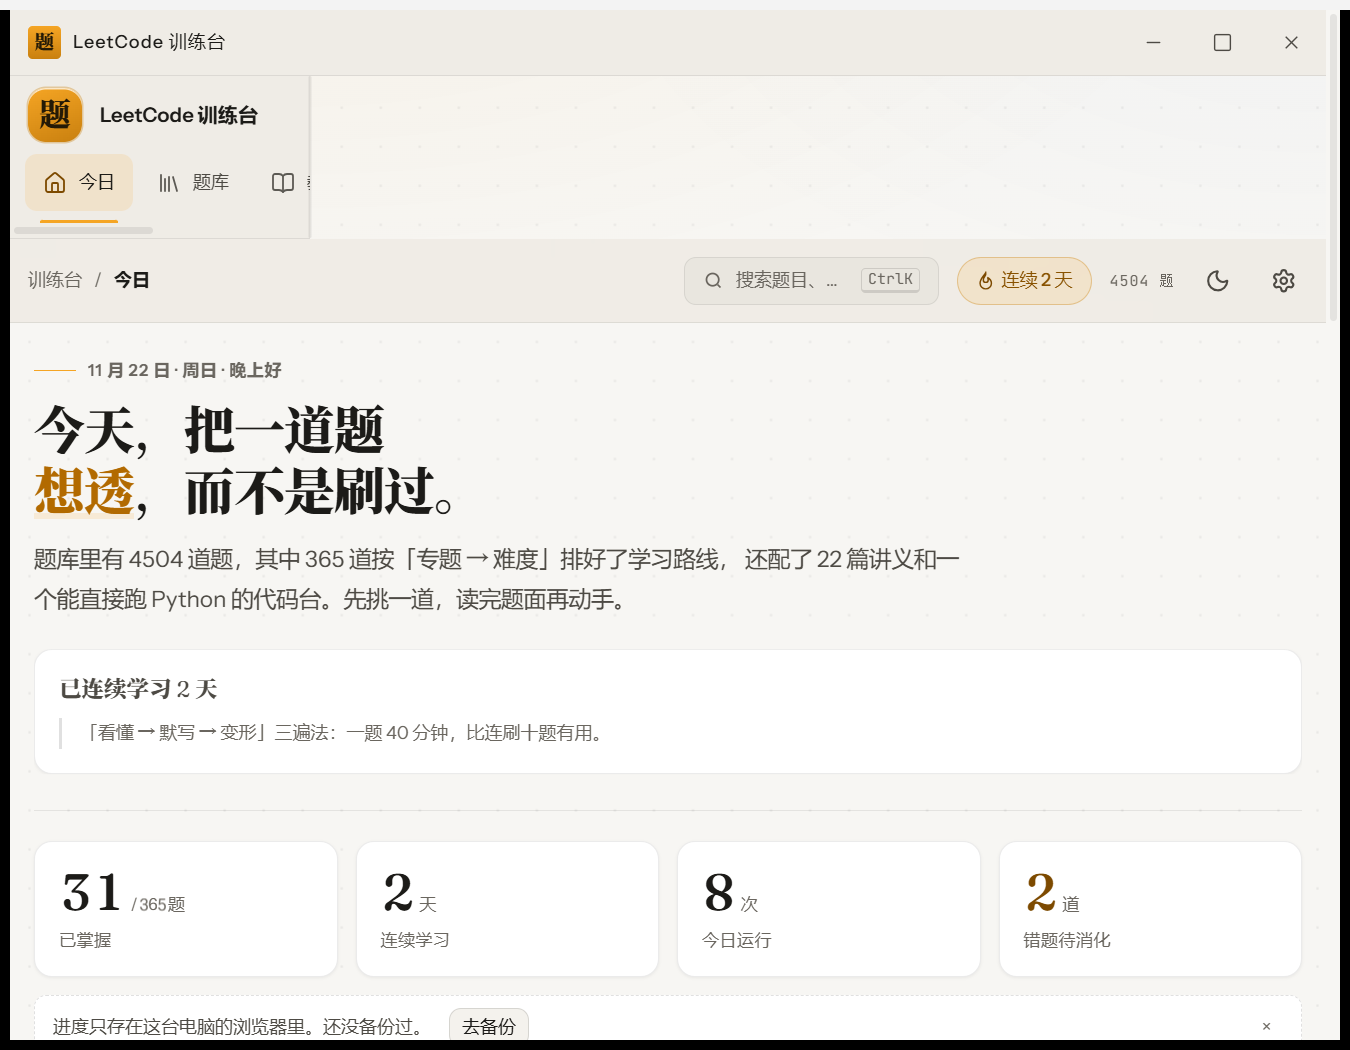 题 LeetCode 训练台
题 LeetCode 训练台
今日 题库
训练台 / 今日 搜索题目、... CtrlK 连续 2 天 4504 题
11 月 22 日 · 周日 · 晚上好
今天，把一道题
想透，而不是刷过。
题库里有 4504 道题，其中 365 道按「专题 → 难度」排好了学习路线， 还配了 22 篇讲义和一
个能直接跑 Python 的代码台。先挑一道，读完题面再动手。
已连续学习 2 天
「看懂 → 默写 → 变形」三遍法：一题 40 分钟，比连刷十题有用。
31 /365题 2 天 8 次 2 道
已掌握 连续学习 今日运行 错题待消化
进度只存在这台电脑的浏览器里。还没备份过。 去备份 ×